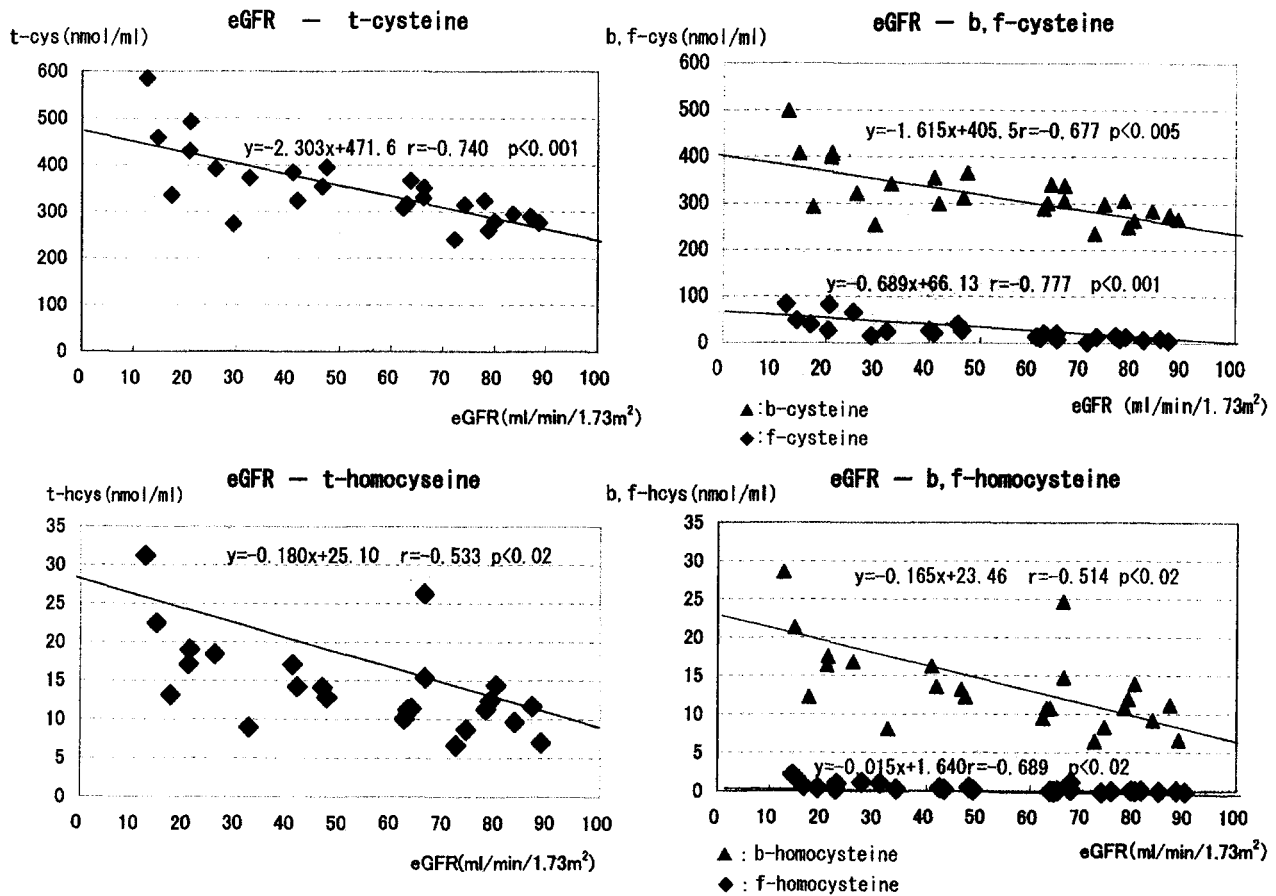 eGFR — t-cysteine
t-cys(nmol/ml)
600
500
400
300
200
100
0
y=-2.303x+471.6 r=-0.740 p<0.001
0 10 20 30 40 50 60 70 80 90 100
eGFR(ml/min/1.73m²)
eGFR — b,f-cysteine
b,f-cys(nmol/ml)
600
500
400
300
200
100
0
y=-1.615x+405.5r=-0.677 p<0.005
y=-0.689x+66.13 r=-0.777 p<0.001
0 10 20 30 40 50 60 70 80 90 100
eGFR (ml/min/1.73m²)
▲:b-cysteine
◆:f-cysteine
eGFR — t-homocyseine
t-hcys(nmol/ml)
35
30
25
20
15
10
5
0
y=-0.180x+25.10 r=-0.533 p<0.02
0 10 20 30 40 50 60 70 80 90 100
eGFR(ml/min/1.73m²)
eGFR — b,f-homocysteine
b,f-hcys(nmol/ml)
35
30
25
20
15
10
5
0
y=-0.165x+23.46 r=-0.514 p<0.02
y=-0.015x+1.640r=-0.689 p<0.02
0 10 20 30 40 50 60 70 80 90 100
eGFR(ml/min/1.73m²)
▲ : b-homocysteine
◆ : f-homocysteine